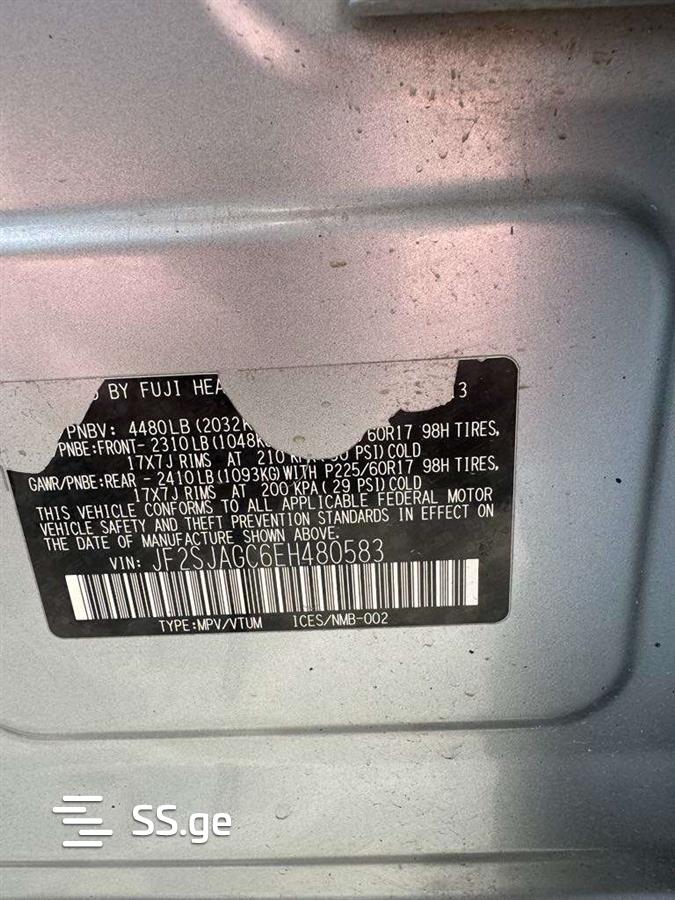 BY FUJI HEA 3
PNBV: 4480LB (2032K
PNBE:FRONT- 2310LB(1048K 60R17 98H TIRES,
17X7J RIMS AT 210 KPA( PSI)COLD
GAWR/PNBE:REAR - 2410LB(1093KG)WITH P225/60R17 98H TIRES,
17X7J RIMS AT 200 KPA( 29 PSI)COLD
THIS VEHICLE CONFORMS TO ALL APPLICABLE FEDERAL MOTOR
VEHICLE SAFETY AND THEFT PREVENTION STANDARDS IN EFFECT ON
THE DATE OF MANUFACTURE SHOWN ABOVE.
VIN: JF2SJAGC6EH480583
TYPE:MPV/VTUM ICES/NMB-002
SS.ge